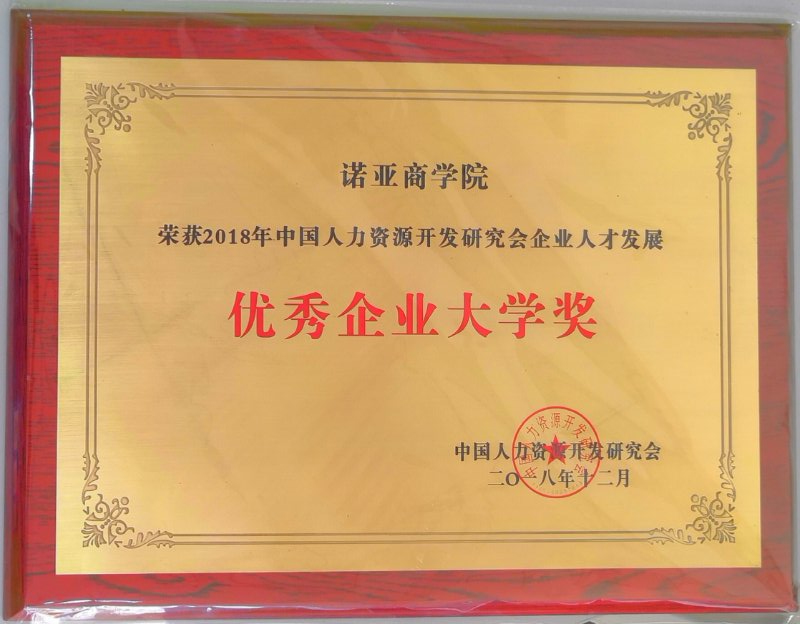 诺亚商学院
荣获2018年中国人力资源开发研究会企业人才发展
优秀企业大学奖
中国人力资源开发研究会
二〇一八年十二月